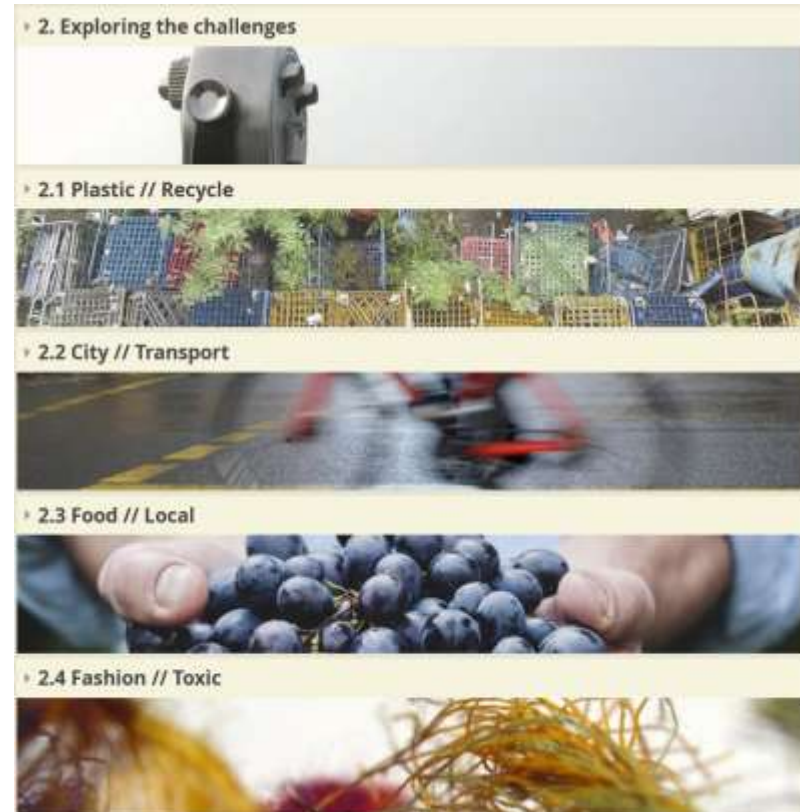 2. Exploring the challenges
2.1 Plastic // Recycle
2.2 City // Transport
2.3 Food // Local
2.4 Fashion // Toxic